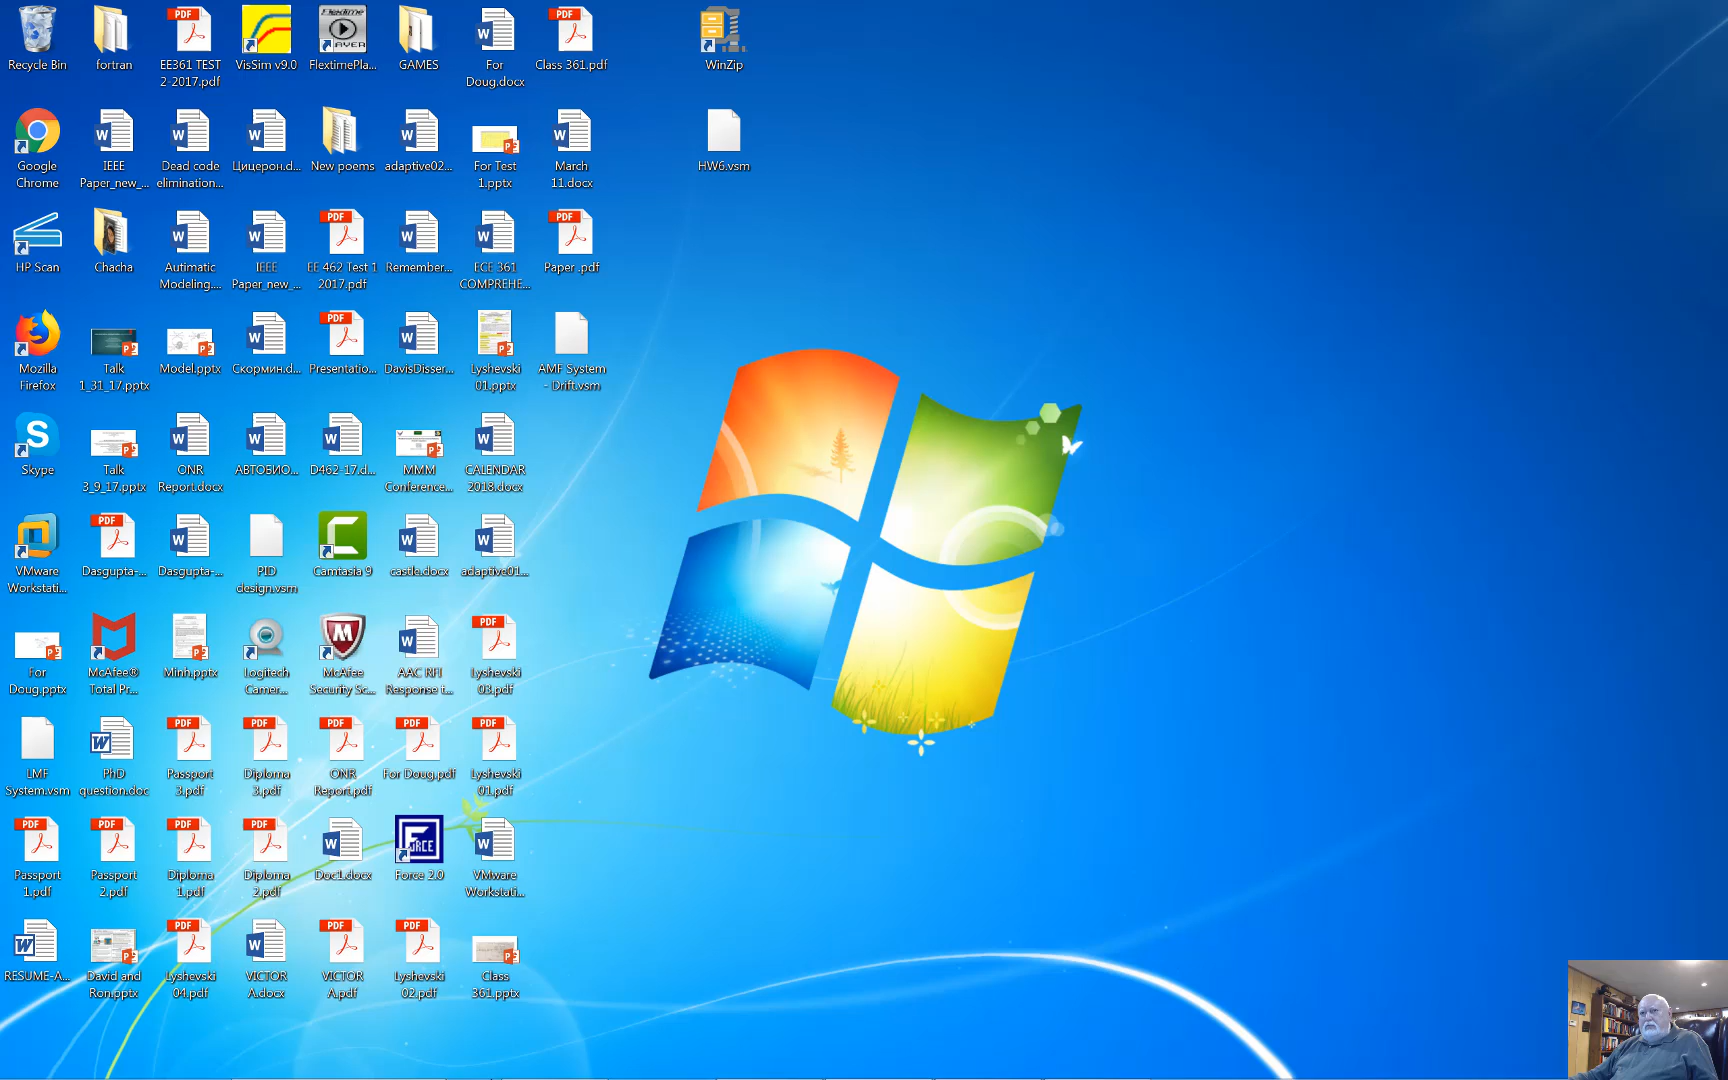 Recycle Bin
fortran
EE361 TEST
2-2017.pdf
VisSim v9.0
FlextimePla...
GAMES
For
Doug.docx
Class 361.pdf
WinZip
Google
Chrome
IEEE
Paper_new_...
Dead code
elimination...
Цицерон.d...
New poems
adaptive02...
For Test
1.pptx
March
11.docx
HW6.vsm
HP Scan
Chacha
Autimatic
Modeling....
IEEE
Paper_new_...
EE 462 Test 1
2017.pdf
Remember...
ECE 361
COMPREHE...
Paper .pdf
Mozilla
Firefox
Talk
1_31_17.pptx
Model.pptx
Скормин.d...
Presentatio...
DavisDisser...
Lyshevski
01.pptx
AMF System
- Drift.vsm
Skype
Talk
3_9_17.pptx
ONR
Report.docx
АВТОБИО...
D462-17.d...
MMM
Conference...
CALENDAR
2018.docx
VMware
Workstati...
Dasgupta-...
Dasgupta-...
PID
design.vsm
Camtasia 9
castle.docx
adaptive01...
For
Doug.pptx
McAfee®
Total Pr...
Minh.pptx
Logitech
Camer...
McAfee
Security Sc...
AAC RFI
Response t...
Lyshevski
03.pdf
LMF
System.vsm
PhD
question.doc
Passport
3.pdf
Diploma
3.pdf
ONR
Report.pdf
For Doug.pdf
Lyshevski
01.pdf
Passport
1.pdf
Passport
2.pdf
Diploma
1.pdf
Diploma
2.pdf
Doc1.docx
Force 2.0
VMware
Workstati...
RESUME-A...
David and
Ron.pptx
Lyshevski
04.pdf
VICTOR
A.docx
VICTOR
A.pdf
Lyshevski
02.pdf
Class
361.pptx